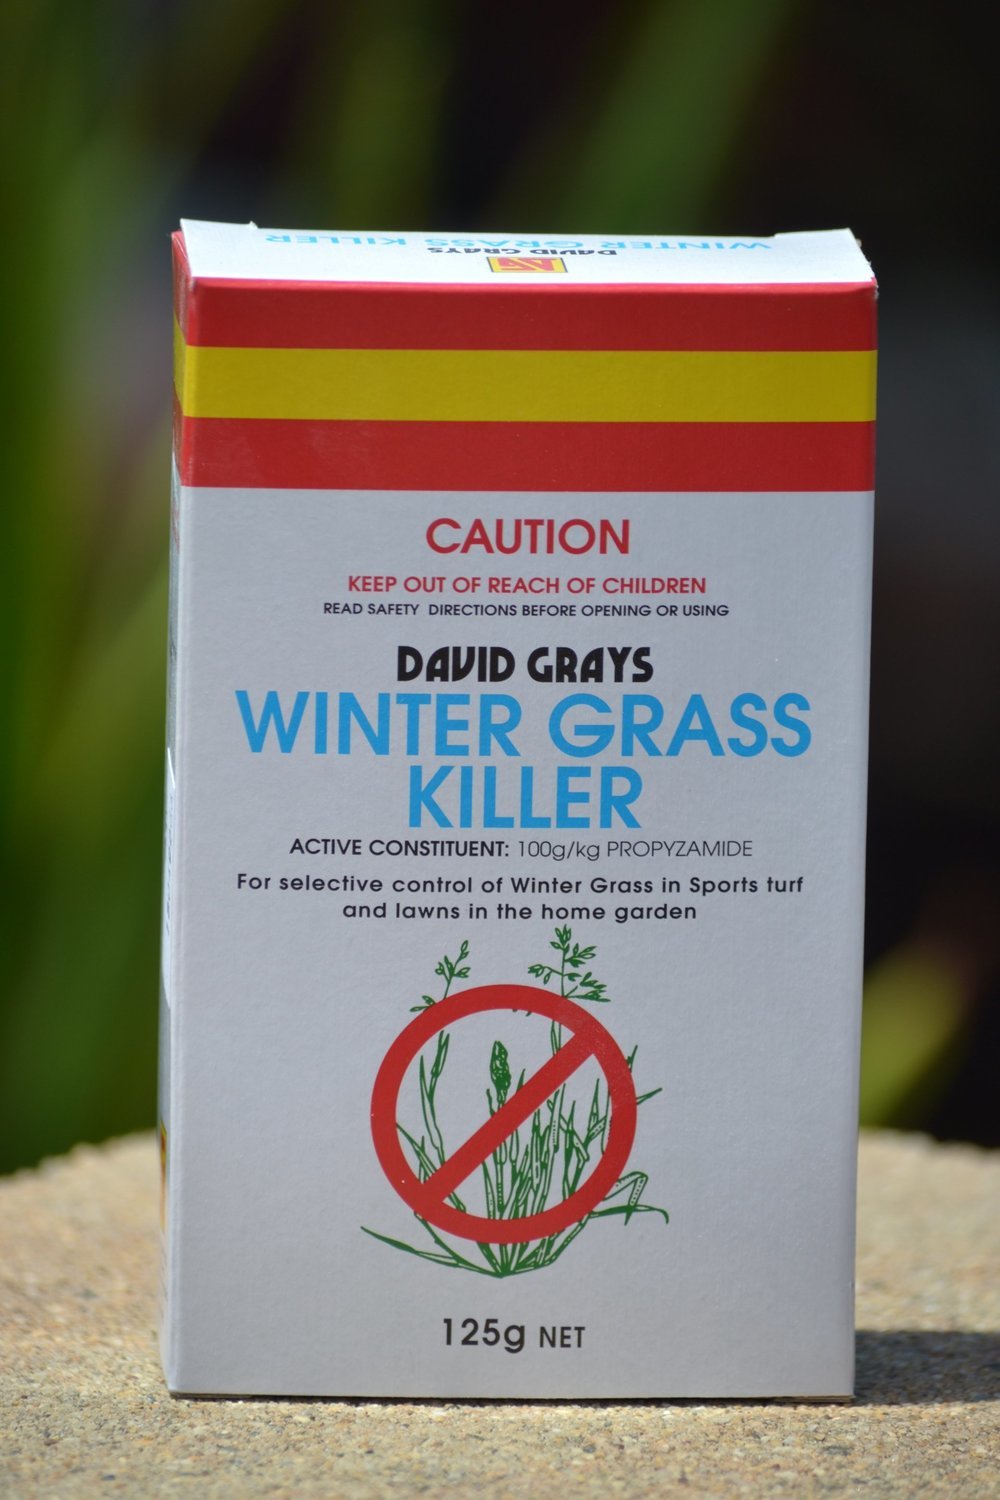 WINTER GRASS KILLER
DAVID GRAYS
CAUTION
KEEP OUT OF REACH OF CHILDREN
READ SAFETY DIRECTIONS BEFORE OPENING OR USING
DAVID GRAYS
WINTER GRASS
KILLER
ACTIVE CONSTITUENT: 100g/kg PROPYZAMIDE
For selective control of Winter Grass in Sports turf
and lawns in the home garden
125g NET